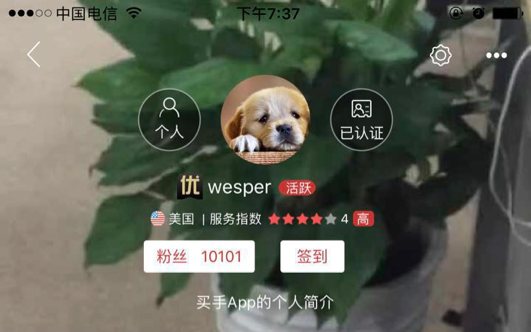 中国电信 下午7:37
个人 已认证
优 wesper 活跃
美国 | 服务指数 4 高
粉丝 10101 签到
买手App的个人简介